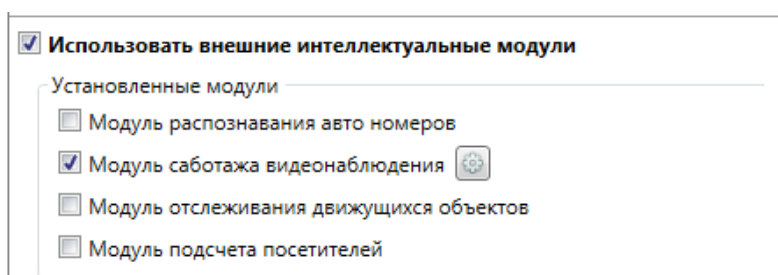 Использовать внешние интеллектуальные модули
Установленные модули
Модуль распознавания авто номеров
Модуль саботажа видеонаблюдения
Модуль отслеживания движущихся объектов
Модуль подсчета посетителей